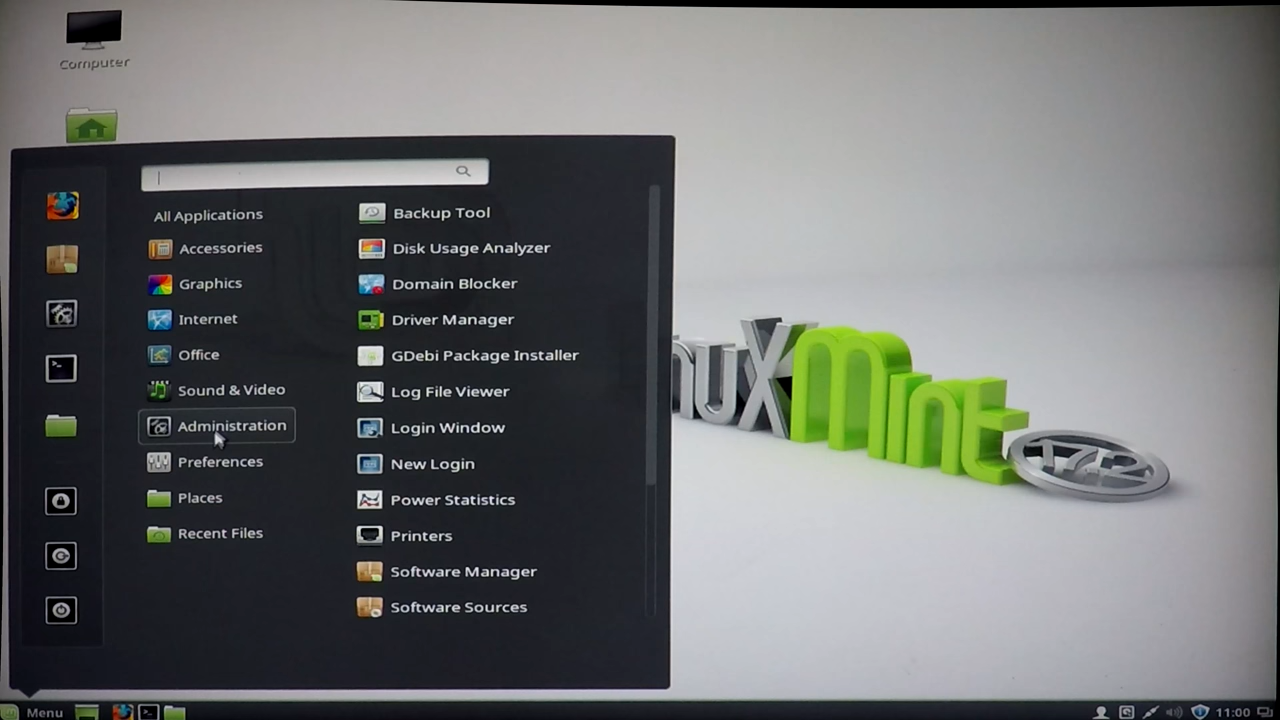 Computer
All Applications
Accessories
Graphics
Internet
Office
Sound & Video
Administration
Preferences
Places
Recent Files
Backup Tool
Disk Usage Analyzer
Domain Blocker
Driver Manager
GDebi Package Installer
Log File Viewer
Login Window
New Login
Power Statistics
Printers
Software Manager
Software Sources
nuX Mint 17.2
Menu
11:00